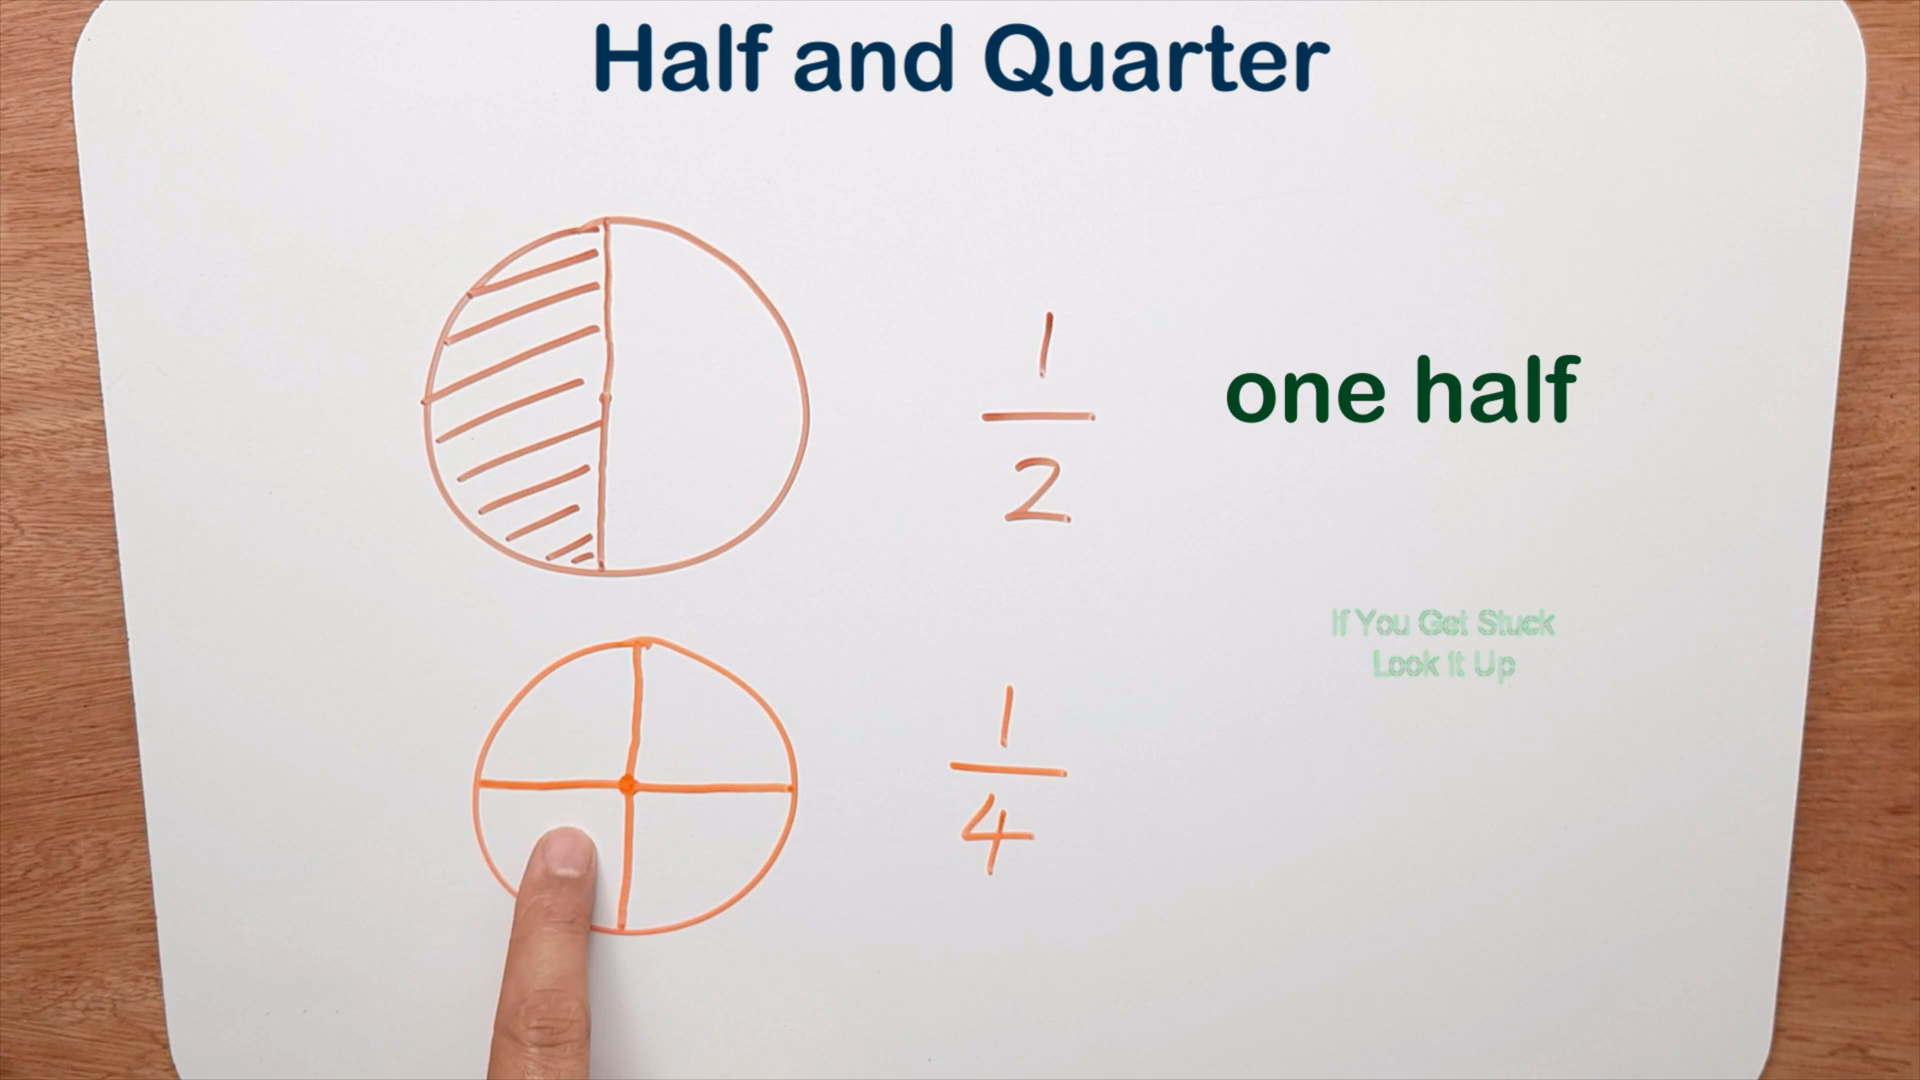 Half and Quarter
1
2
one half
If You Get Stuck
Look It Up
1
4